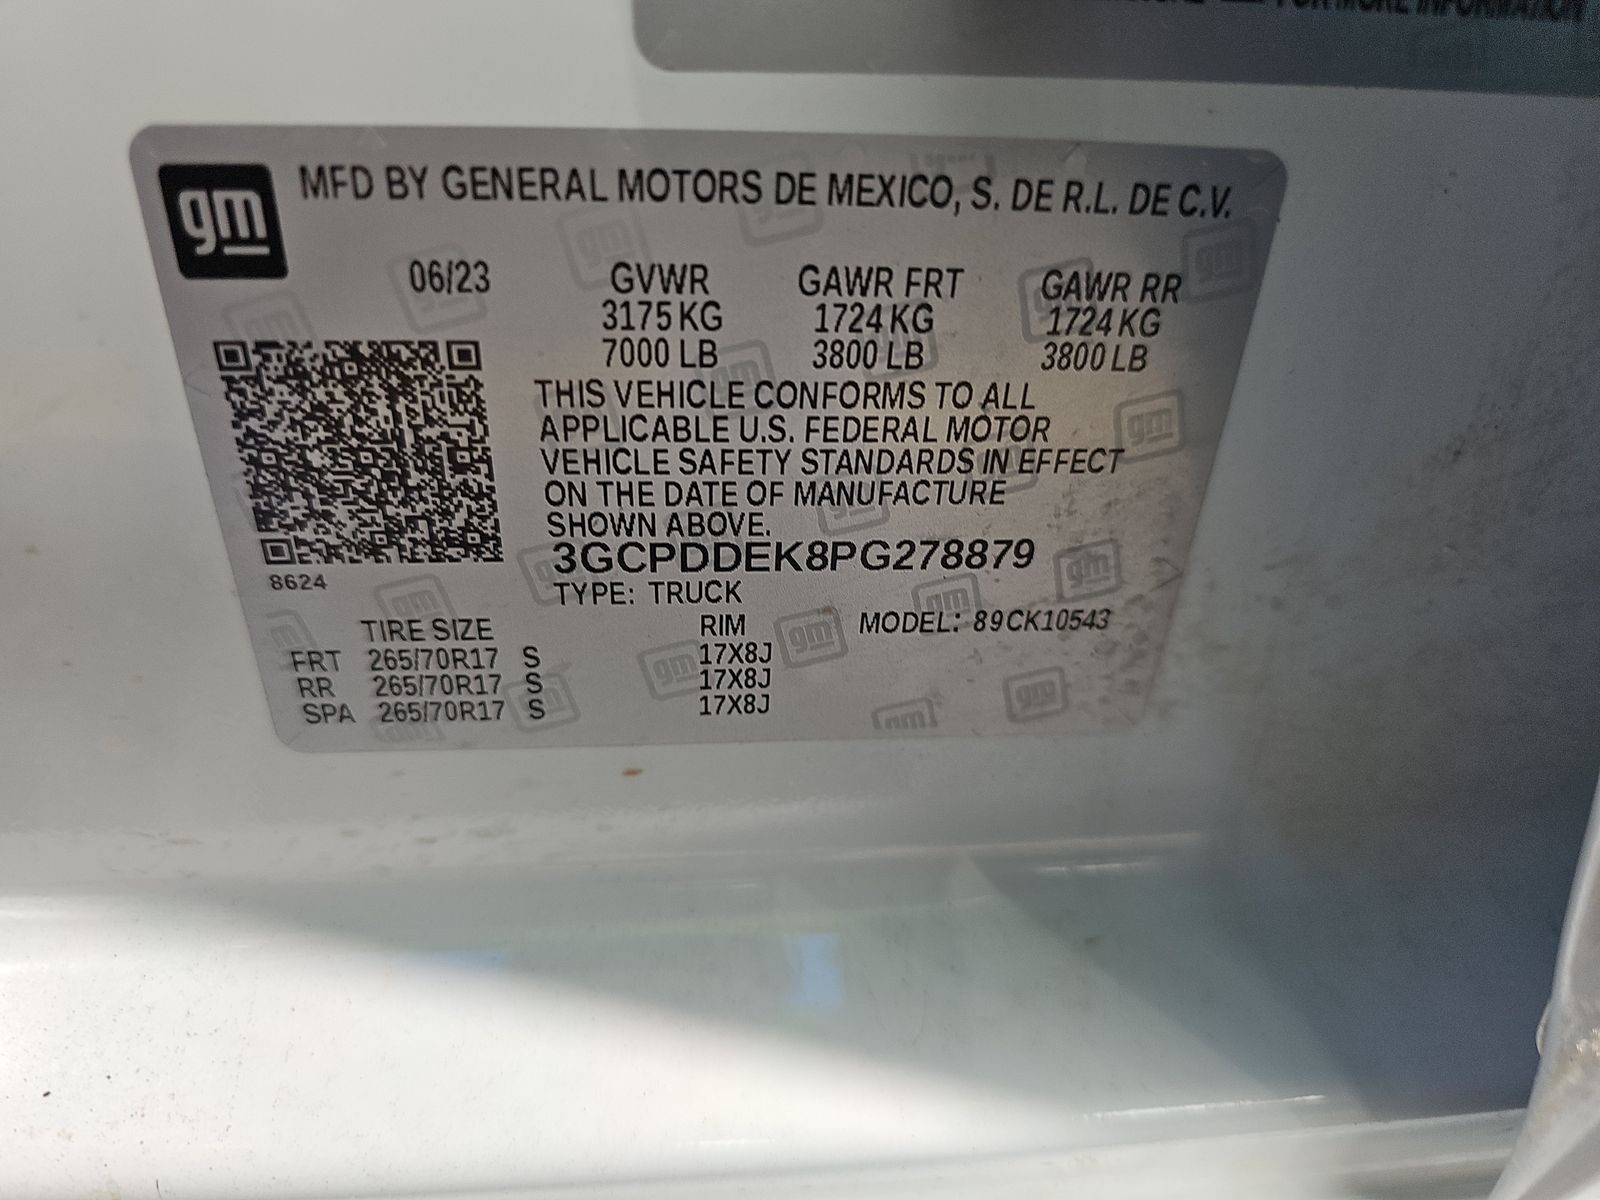 FOR MORE INFORMATION
gm
MFD BY GENERAL MOTORS DE MEXICO, S. DE R.L. DE C.V.
06/23 GVWR GAWR FRT GAWR RR
3175 KG 1724 KG 1724 KG
7000 LB 3800 LB 3800 LB
THIS VEHICLE CONFORMS TO ALL
APPLICABLE U.S. FEDERAL MOTOR
VEHICLE SAFETY STANDARDS IN EFFECT
ON THE DATE OF MANUFACTURE
SHOWN ABOVE.
3GCPDDEK8PG278879
8624
TYPE: TRUCK
TIRE SIZE RIM MODEL: 89CK10543
FRT 265/70R17 S 17X8J
RR 265/70R17 S 17X8J
SPA 265/70R17 S 17X8J